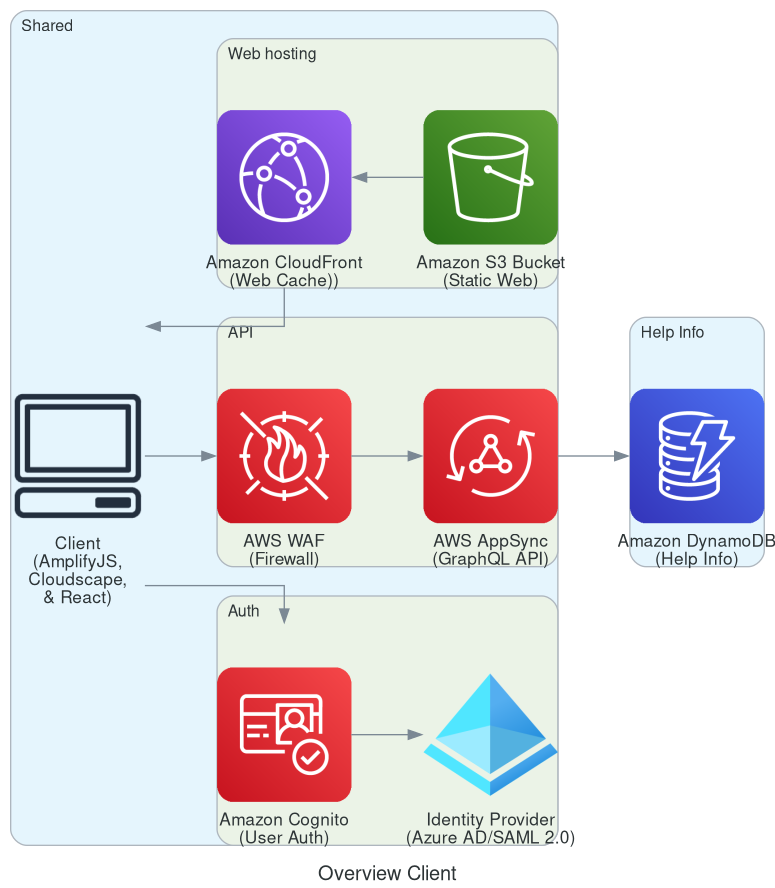 Shared
Web hosting
Amazon CloudFront
(Web Cache))
Amazon S3 Bucket
(Static Web)
API
Help Info
Client
(AmplifyJS,
Cloudscape,
& React)
AWS WAF
(Firewall)
AWS AppSync
(GraphQL API)
Amazon DynamoDB
(Help Info)
Auth
Amazon Cognito
(User Auth)
Identity Provider
(Azure AD/SAML 2.0)
Overview Client